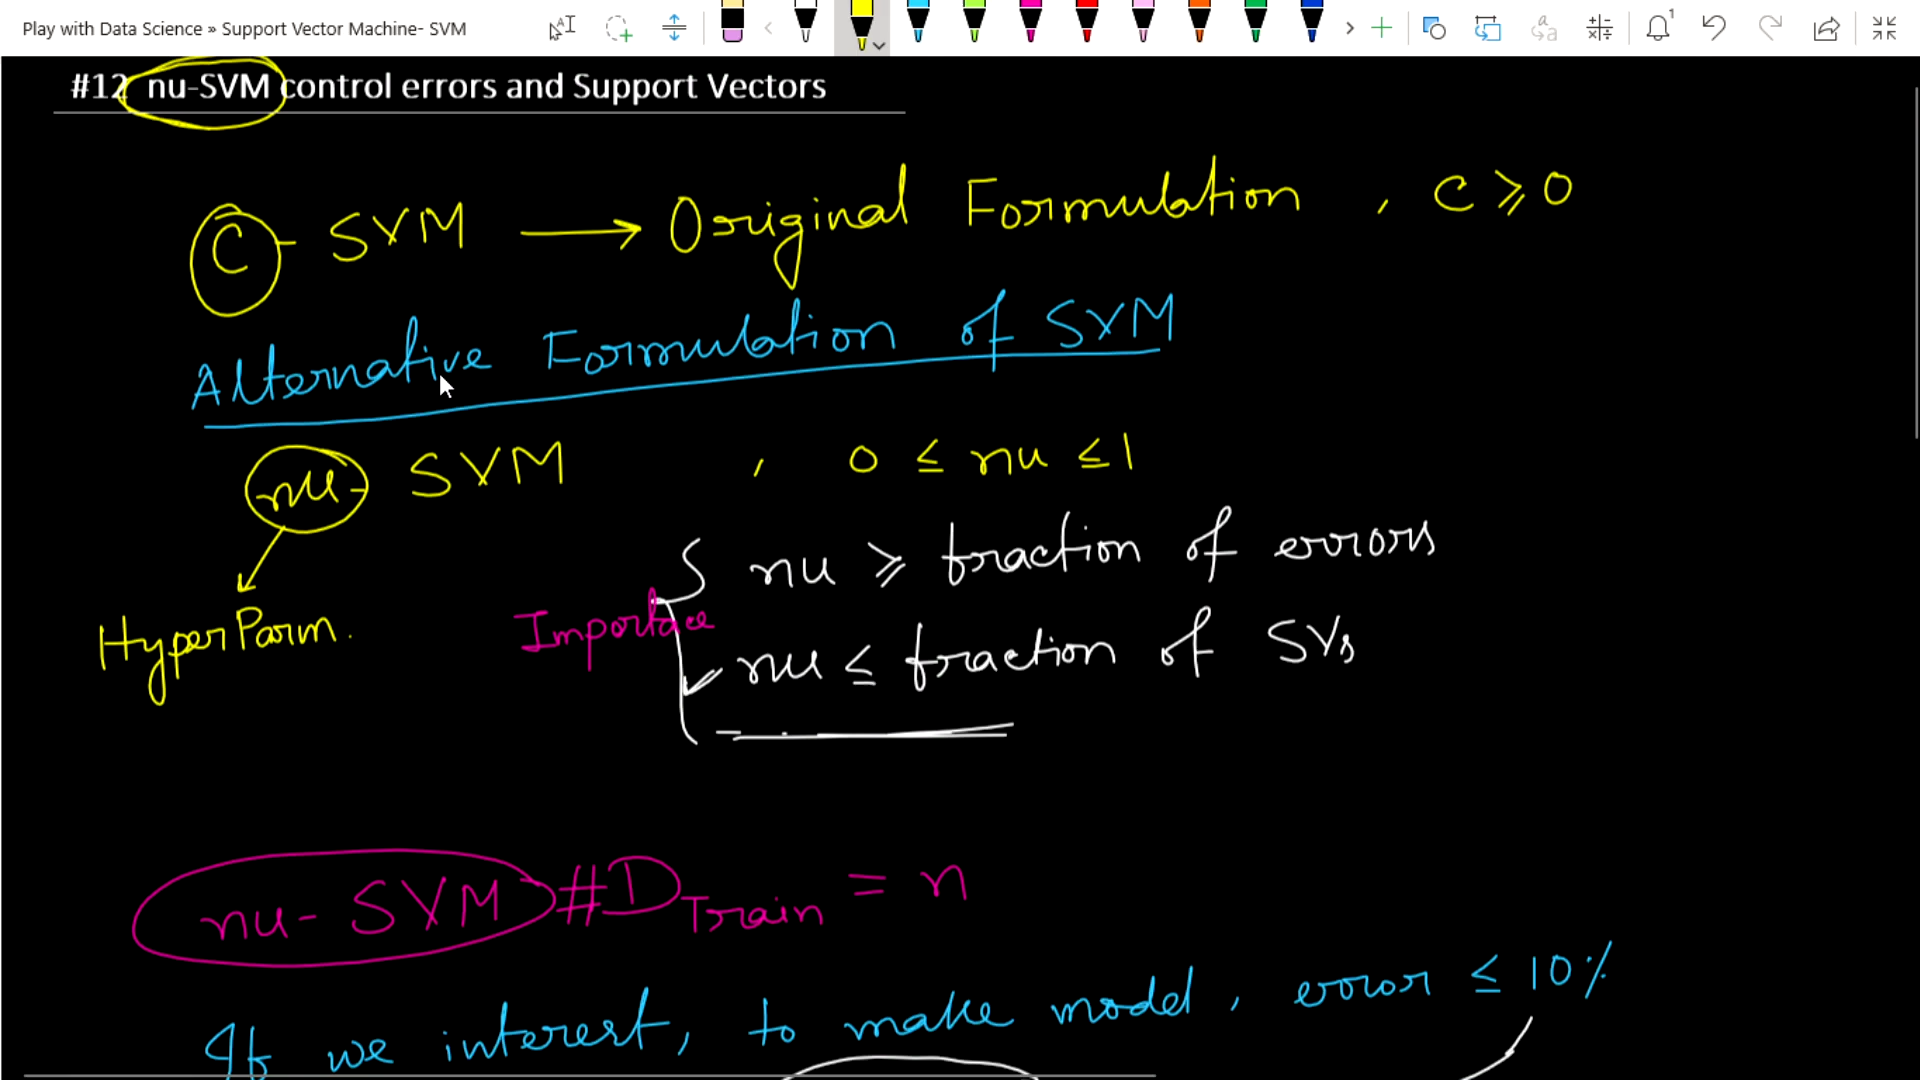 Play with Data Science » Support Vector Machine- SVM
#12 nu-SVM control errors and Support Vectors
C - SVM → Original Formulation , C ≥ 0
Alternative Formulation of SVM
nu- SVM , 0 ≤ nu ≤ 1
nu ≥ fraction of errors
HyperParm.
Importace
nu ≤ fraction of SVs
nu- SVM #D Train = n
If we interest, to make model, error ≤ 10%